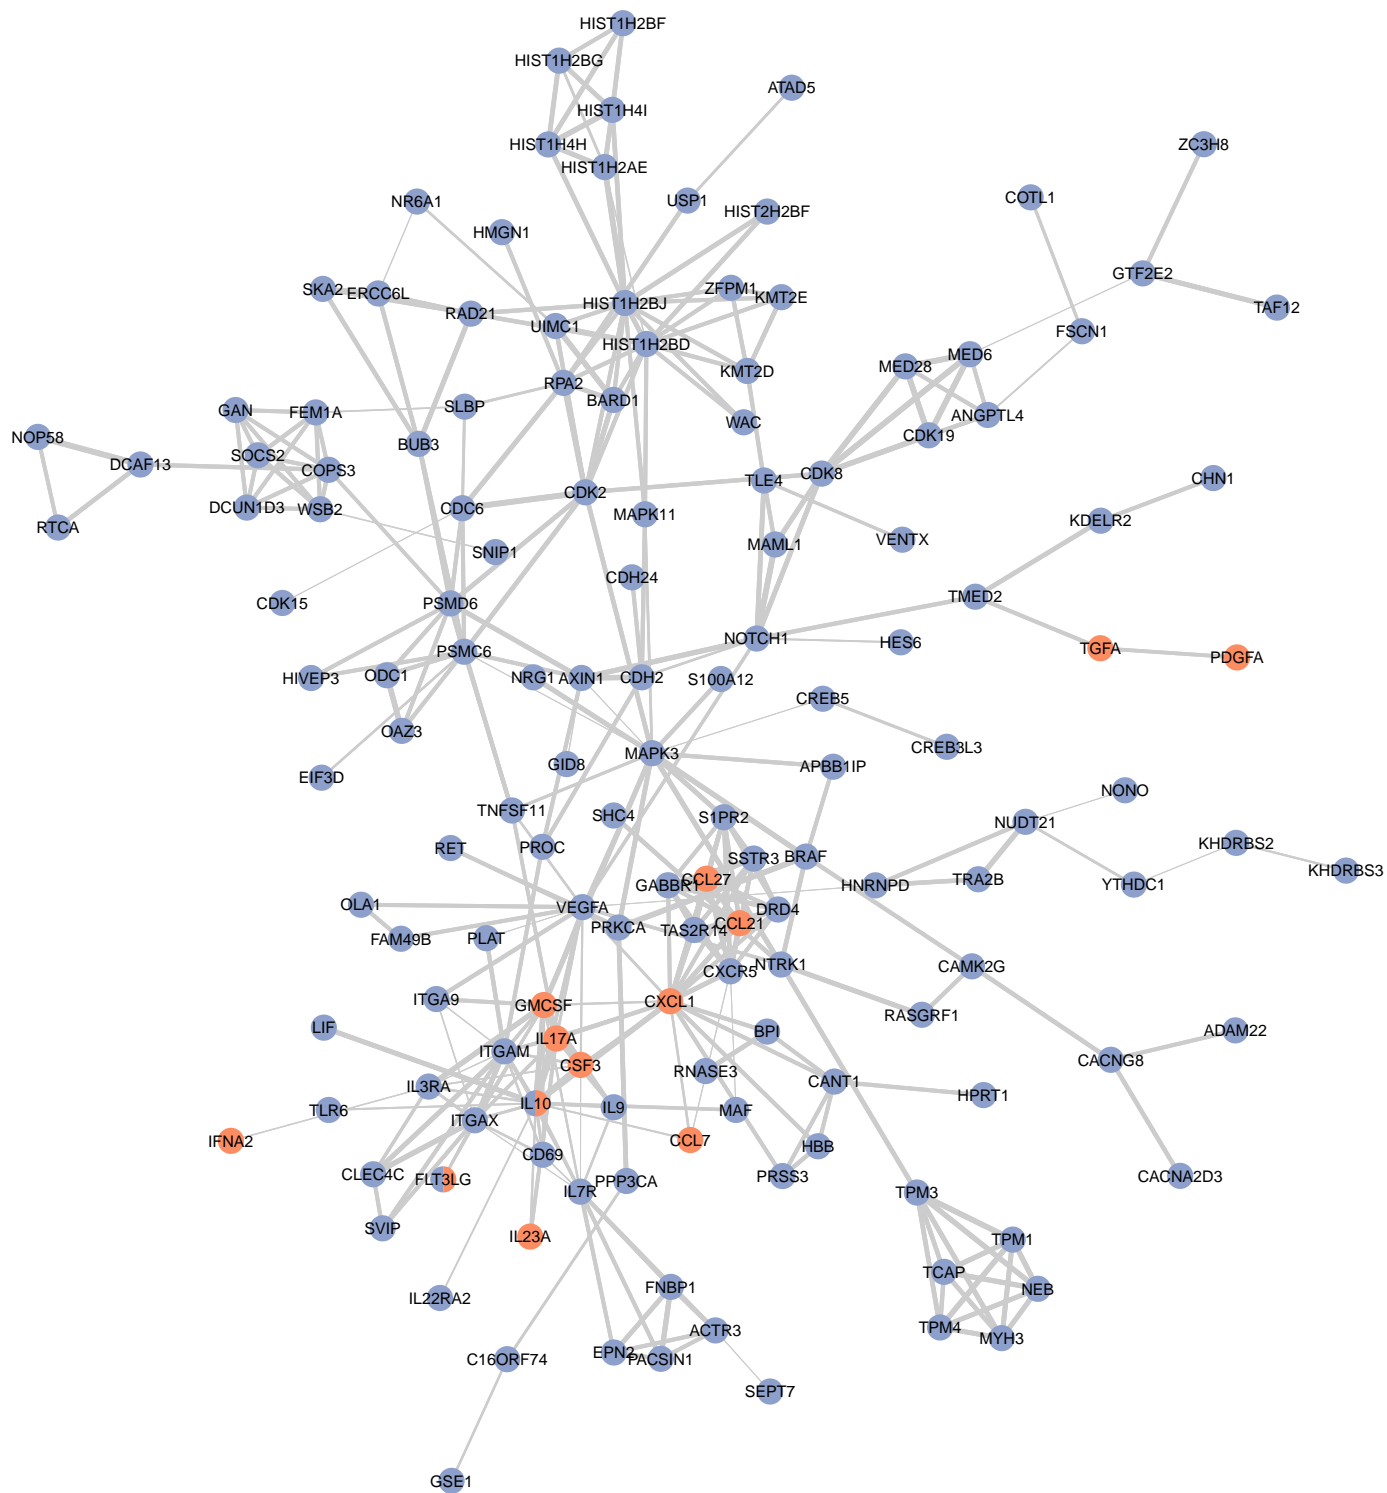 HIST1H2BF
HIST1H2BG
ATAD5
HIST1H4I
HIST1H4H
ZC3H8
HIST1H2AE
NR6A1
USP1
COTL1
HIST2H2BF
HMGN1
GTF2E2
SKA2
ERCC6L
ZFPM1
KMT2E
HIST1H2BJ
TAF12
RAD21
UIMC1
FSCN1
HIST1H2BD
MED6
MED28
KMT2D
RPA2
BARD1
SLBP
GAN
FEM1A
ANGPTL4
WAC
NOP58
CDK19
BUB3
SOCS2
DCAF13
COPS3
CDK8
TLE4
CHN1
CDK2
DCUN1D3
WSB2
CDC6
MAPK11
KDELR2
RTCA
VENTX
MAML1
SNIP1
CDH24
TMED2
CDK15
PSMD6
NOTCH1
HES6
TGFA
PSMC6
PDGFA
HIVEP3
ODC1
NRG1
AXIN1
CDH2
S100A12
CREB5
OAZ3
CREB3L3
MAPK3
GID8
APBB1IP
EIF3D
NONO
TNFSF11
SHC4
S1PR2
NUDT21
KHDRBS2
RET
PROC
SSTR3
BRAF
KHDRBS3
CCL27
GABBR1
HNRNPD
TRA2B
YTHDC1
OLA1
VEGFA
DRD4
PRKCA
TAS2R14
CCL21
FAM49B
PLAT
CXCR5
NTRK1
CAMK2G
ITGA9
GMCSF
CXCL1
RASGRF1
LIF
BPI
ADAM22
IL17A
ITGAM
CSF3
CACNG8
RNASE3
CANT1
IL3RA
HPRT1
IL10
IL9
TLR6
MAF
ITGAX
IFNA2
CCL7
HBB
CD69
CLEC4C
FLT3LG
PPP3CA
PRSS3
CACNA2D3
IL7R
TPM3
SVIP
IL23A
TPM1
TCAP
FNBP1
NEB
IL22RA2
TPM4
ACTR3
MYH3
EPN2
C16ORF74
PACSIN1
SEPT7
GSE1